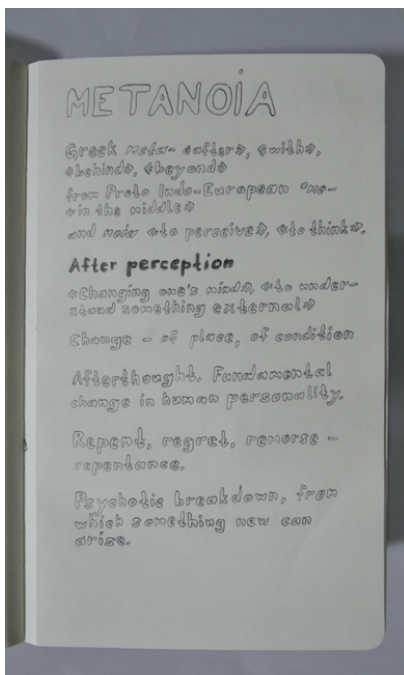 METANOIA
Greek meta- «after», «with»,
«behind», «beyond»
from Proto Indo-European *me-
«in the middle»
and noiv «to perceive», «to think».
After perception
«Changing one's mind», «to under-
stand something external»
Change – of place, of condition
Afterthought. Fundamental
change in human personality.
Repent, regret, remorse –
repentance.
Psychotic breakdown, from
which something new can
arise.